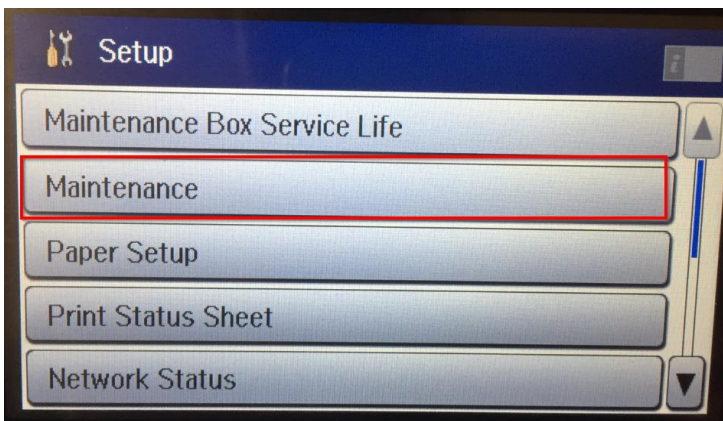 Setup
Maintenance Box Service Life
Maintenance
Paper Setup
Print Status Sheet
Network Status